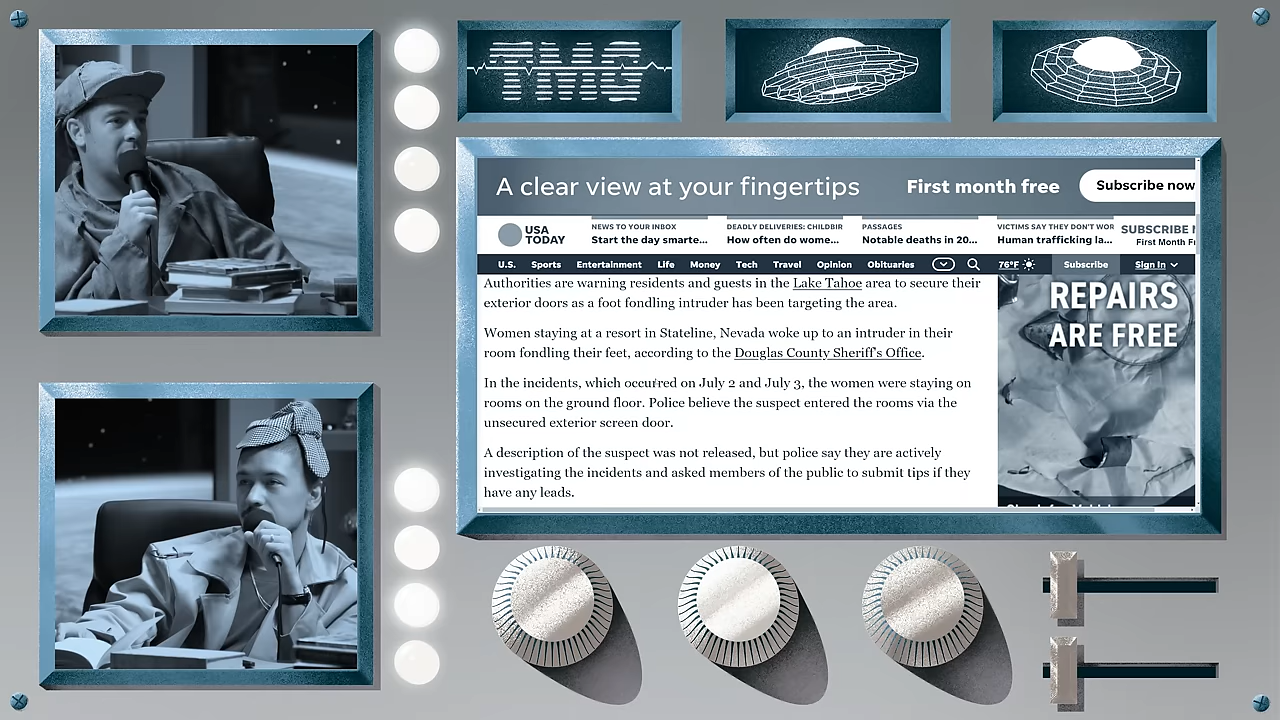 TMG
A clear view at your fingertips
First month free
Subscribe now
USA
TODAY
NEWS TO YOUR INBOX
Start the day smarte...
DEADLY DELIVERIES: CHILDBIR
How often do wome...
PASSAGES
Notable deaths in 20...
VICTIMS SAY THEY DON'T WOR
Human trafficking la...
SUBSCRIBE
First Month
U.S. Sports Entertainment Life Money Tech Travel Opinion Obituaries 76°F Subscribe Sign In
Authorities are warning residents and guests in the Lake Tahoe area to secure their
exterior doors as a foot fondling intruder has been targeting the area.
Women staying at a resort in Stateline, Nevada woke up to an intruder in their
room fondling their feet, according to the Douglas County Sheriff's Office.
In the incidents, which occurred on July 2 and July 3, the women were staying on
rooms on the ground floor. Police believe the suspect entered the rooms via the
unsecured exterior screen door.
A description of the suspect was not released, but police say they are actively
investigating the incidents and asked members of the public to submit tips if they
have any leads.
REPAIRS
ARE FREE